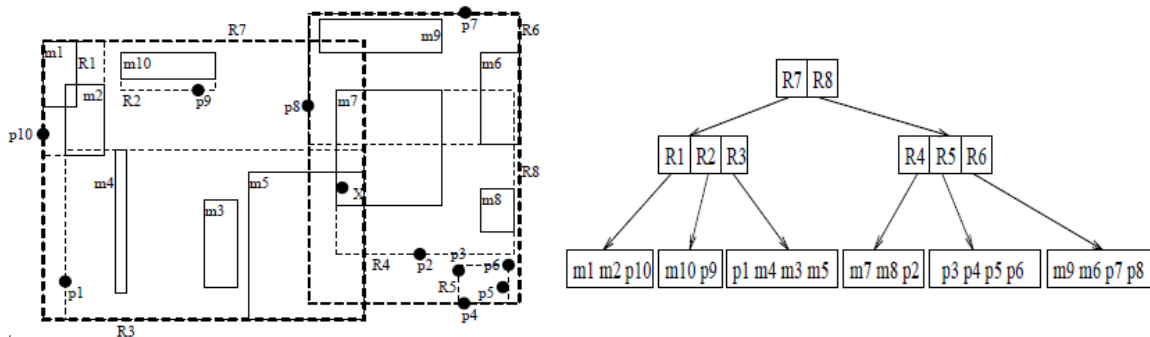 p7
R7
R6
m9
m1
R1
m10
m6
m2
R2
p9
p8
m7
p10
R8
m4
m5
X
m8
m3
p3
p6
R4
p2
R5
p5
p1
p4
R3
R7 R8
R1 R2 R3
R4 R5 R6
m1 m2 p10
m10 p9
p1 m4 m3 m5
m7 m8 p2
p3 p4 p5 p6
m9 m6 p7 p8